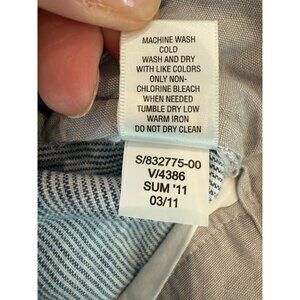 MACHINE WASH
COLD
WASH AND DRY
WITH LIKE COLORS
ONLY NON-
CHLORINE BLEACH
WHEN NEEDED
TUMBLE DRY LOW
WARM IRON
DO NOT DRY CLEAN
S/832775-00
V/4386
SUM '11
03/11